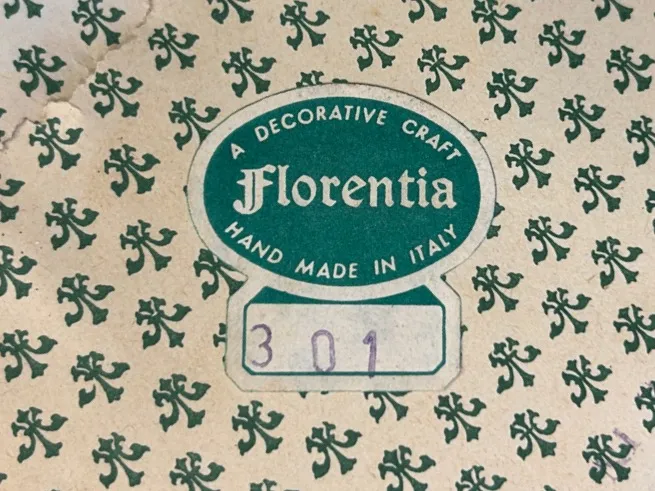 A DECORATIVE CRAFT
Florentia
HAND MADE IN ITALY
301